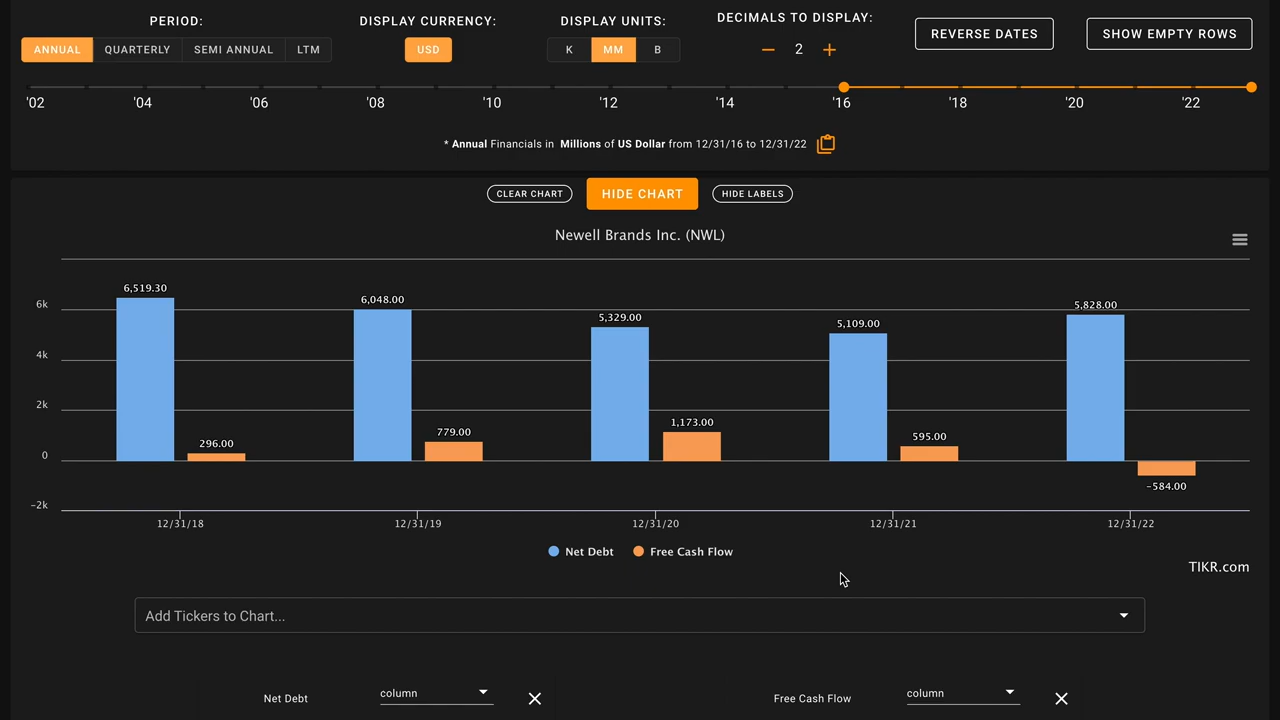 PERIOD:
DISPLAY CURRENCY:
DISPLAY UNITS:
DECIMALS TO DISPLAY:
ANNUAL QUARTERLY SEMI ANNUAL LTM
USD
K MM B
− 2 +
REVERSE DATES
SHOW EMPTY ROWS
'02 '04 '06 '08 '10 '12 '14 '16 '18 '20 '22
* Annual Financials in Millions of US Dollar from 12/31/16 to 12/31/22
CLEAR CHART
HIDE CHART
HIDE LABELS
Newell Brands Inc. (NWL)
6k
4k
2k
0
−2k
6,519.30
296.00
6,048.00
779.00
5,329.00
1,173.00
5,109.00
595.00
5,828.00
−584.00
12/31/18 12/31/19 12/31/20 12/31/21 12/31/22
Net Debt Free Cash Flow
TIKR.com
Add Tickers to Chart...
Net Debt column
Free Cash Flow column